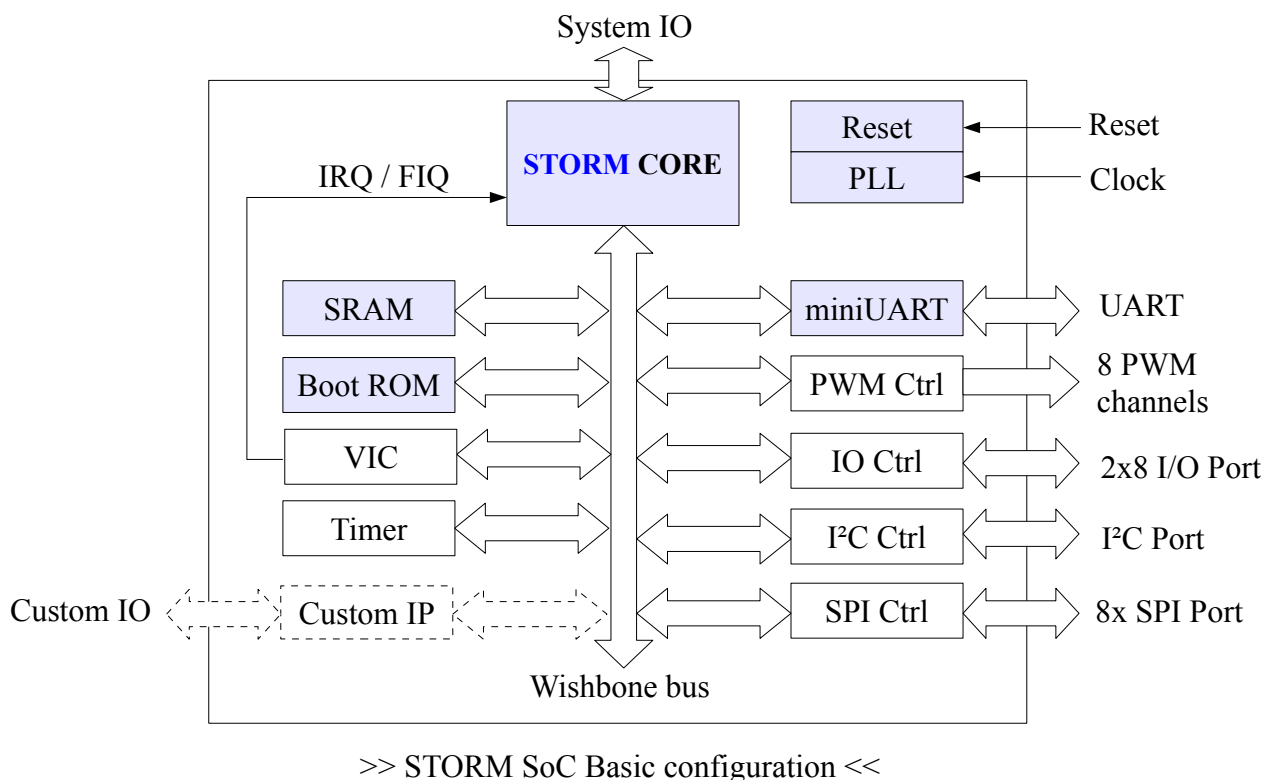 System IO
STORM CORE
Reset
Reset
PLL
Clock
IRQ / FIQ
SRAM
miniUART
UART
Boot ROM
PWM Ctrl
8 PWM
channels
VIC
IO Ctrl
2x8 I/O Port
Timer
I²C Ctrl
I²C Port
Custom IO
Custom IP
SPI Ctrl
8x SPI Port
Wishbone bus
>> STORM SoC Basic configuration <<